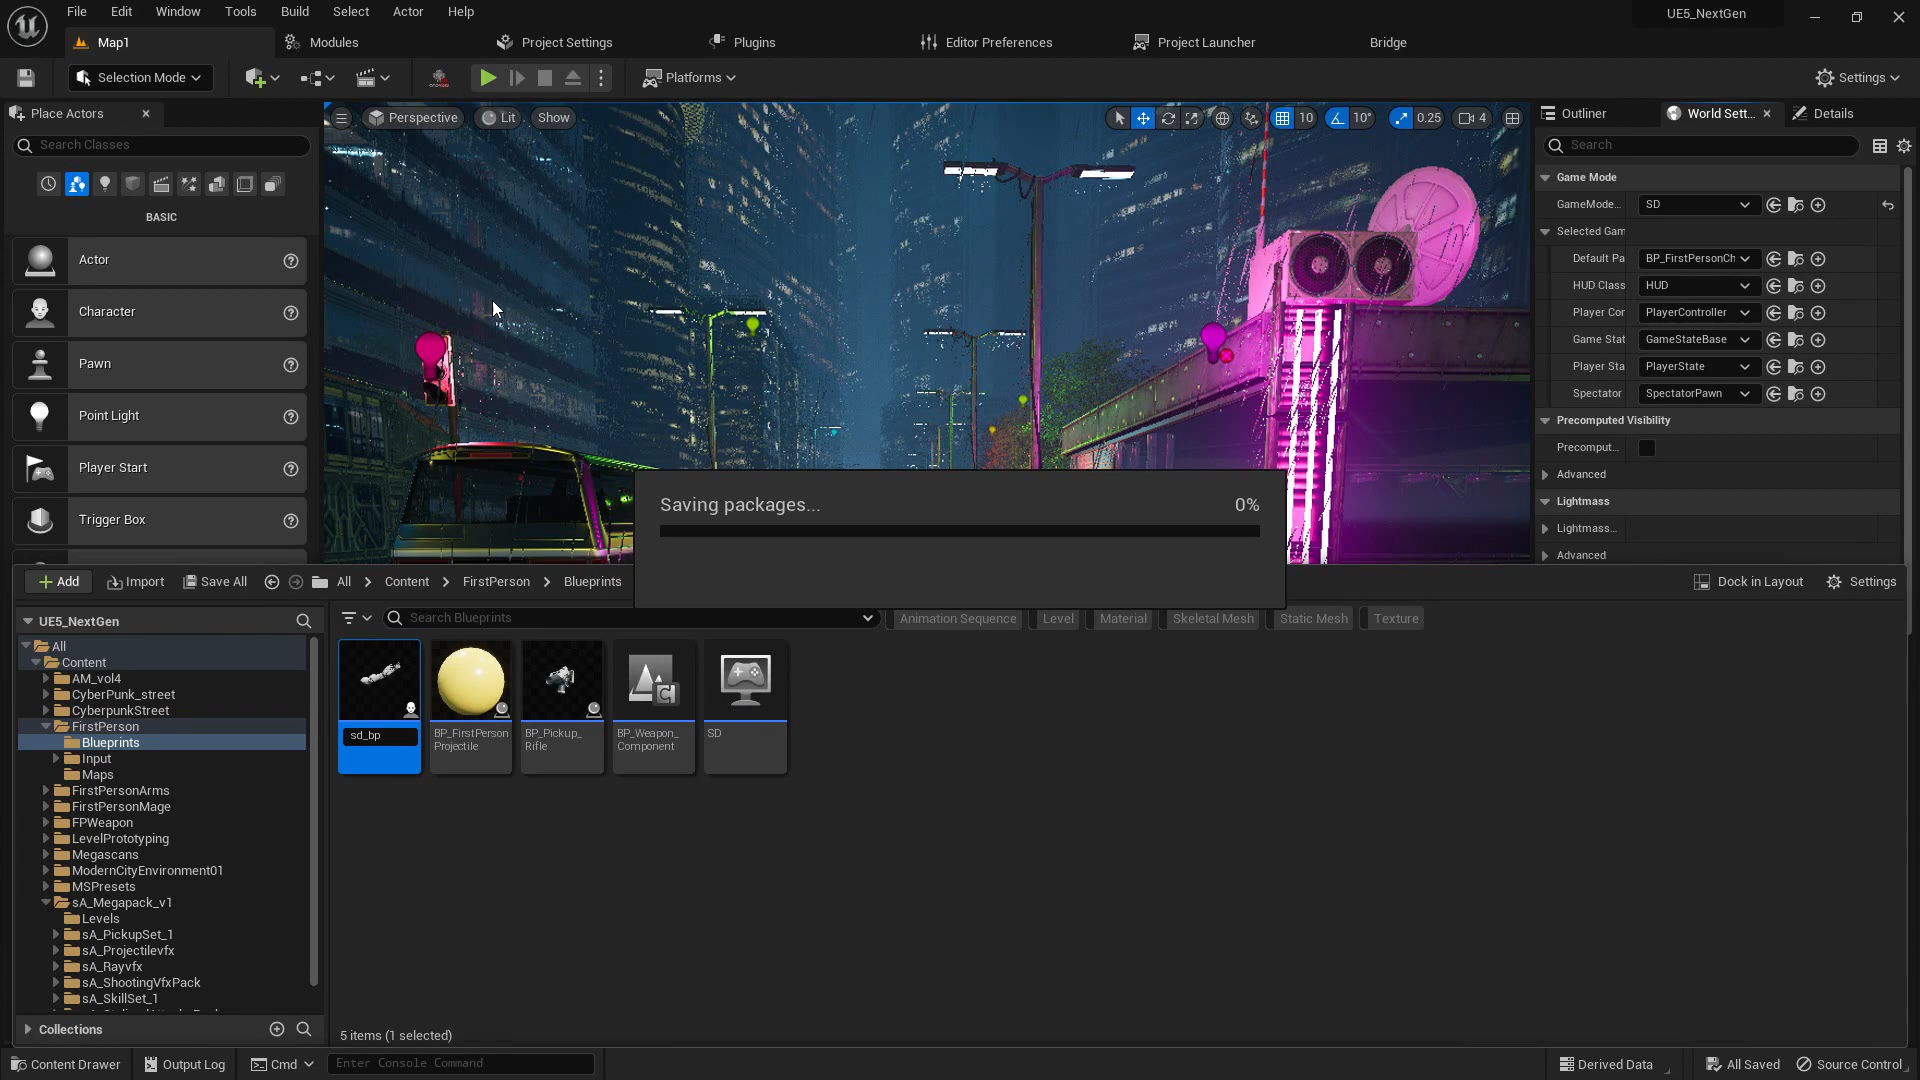 File Edit Window Tools Build Select Actor Help
UE5_NextGen
Map1
Modules
Project Settings
Plugins
Editor Preferences
Project Launcher
Bridge
Selection Mode
Platforms
Settings
Place Actors
Search Classes
BASIC
Actor
Character
Pawn
Point Light
Player Start
Trigger Box
Perspective
Lit
Show
10
10°
0.25
4
Outliner
World Sett...
Details
Search
Game Mode
GameMode... SD
Selected Gam
Default Pa BP_FirstPersonCh
HUD Class HUD
Player Con PlayerController
Game Stat GameStateBase
Player Sta PlayerState
Spectator SpectatorPawn
Precomputed Visibility
Precomput...
Advanced
Lightmass
Lightmass...
Advanced
Saving packages... 0%
Add
Import
Save All
All > Content > FirstPerson > Blueprints
Dock in Layout
Settings
UE5_NextGen
All
Content
AM_vol4
CyberPunk_street
CyberpunkStreet
FirstPerson
Blueprints
Input
Maps
FirstPersonArms
FirstPersonMage
FPWeapon
LevelPrototyping
Megascans
ModernCityEnvironment01
MSPresets
sA_Megapack_v1
Levels
sA_PickupSet_1
sA_Projectilevfx
sA_Rayvfx
sA_ShootingVfxPack
sA_SkillSet_1
Collections
Search Blueprints
Animation Sequence
Level
Material
Skeletal Mesh
Static Mesh
Texture
sd_bp
BP_FirstPerson
Projectile
BP_Pickup_
Rifle
BP_Weapon_
Component
SD
5 items (1 selected)
Content Drawer
Output Log
Cmd
Enter Console Command
Derived Data
All Saved
Source Control